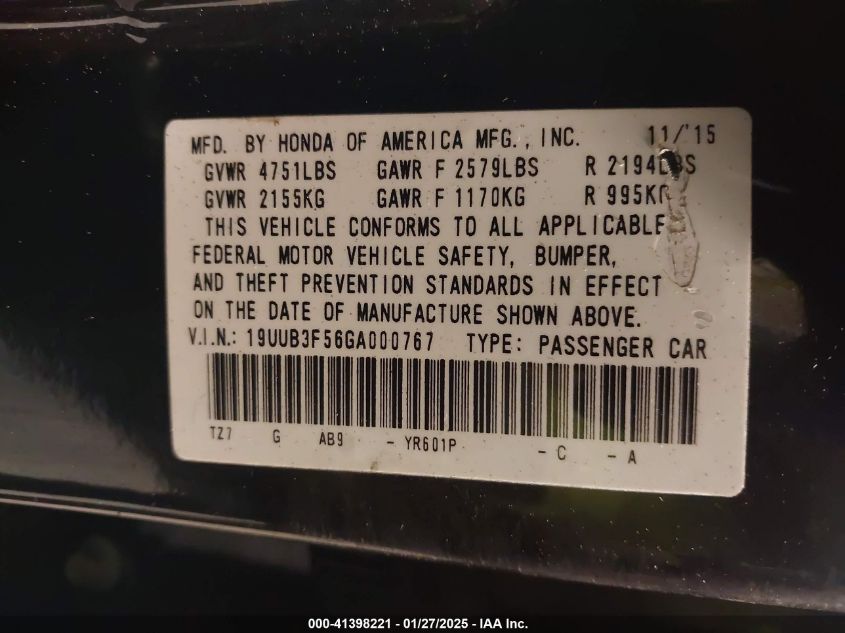 MFD. BY HONDA OF AMERICA MFG., INC. 11/'15
GVWR 4751LBS GAWR F 2579LBS R 2194LBS
GVWR 2155KG GAWR F 1170KG R 995KG
THIS VEHICLE CONFORMS TO ALL APPLICABLE
FEDERAL MOTOR VEHICLE SAFETY, BUMPER,
AND THEFT PREVENTION STANDARDS IN EFFECT
ON THE DATE OF MANUFACTURE SHOWN ABOVE.
V.I.N.: 19UUB3F56GA000767 TYPE: PASSENGER CAR
TZ7 G AB9 - YR601P - C - A
000-41398221 | 01/27/2025 | IAA Inc.